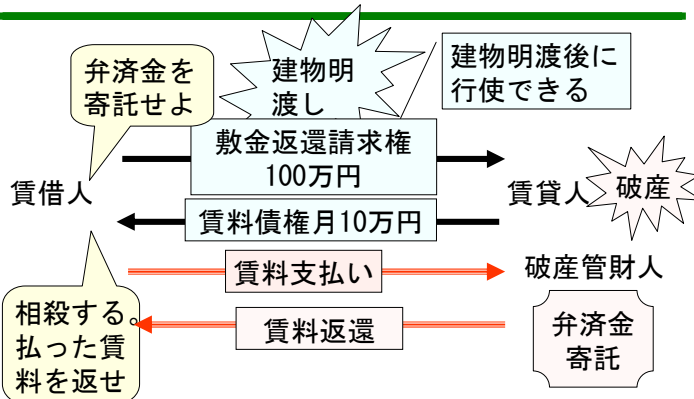 弁済金を
寄託せよ
建物明
渡し
建物明渡後に
行使できる
敷金返還請求権
100万円
賃借人
賃貸人
破産
賃料債権月10万円
賃料支払い
破産管財人
相殺する。
払った賃
料を返せ
賃料返還
弁済金
寄託